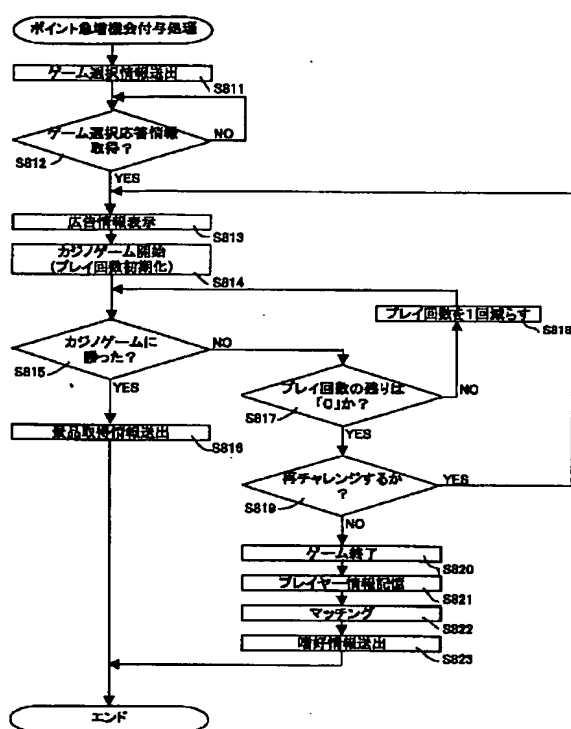 ポイント急増機会付与処理
ゲーム選択情報送出
S811
ゲーム選択応答情報
取得？
NO
S812
YES
広告情報表示
S813
カジノゲーム開始
(プレイ回数初期化)
S814
プレイ回数を1回減らす
S818
カジノゲームに
勝った？
NO
S815
YES
プレイ回数の残りは
「0」か？
NO
S817
YES
景品取得情報送出
S816
再チャレンジするか
？
YES
S819
NO
ゲーム終了
S820
プレイヤー情報記憶
S821
マッチング
S822
嗜好情報送出
S823
エンド